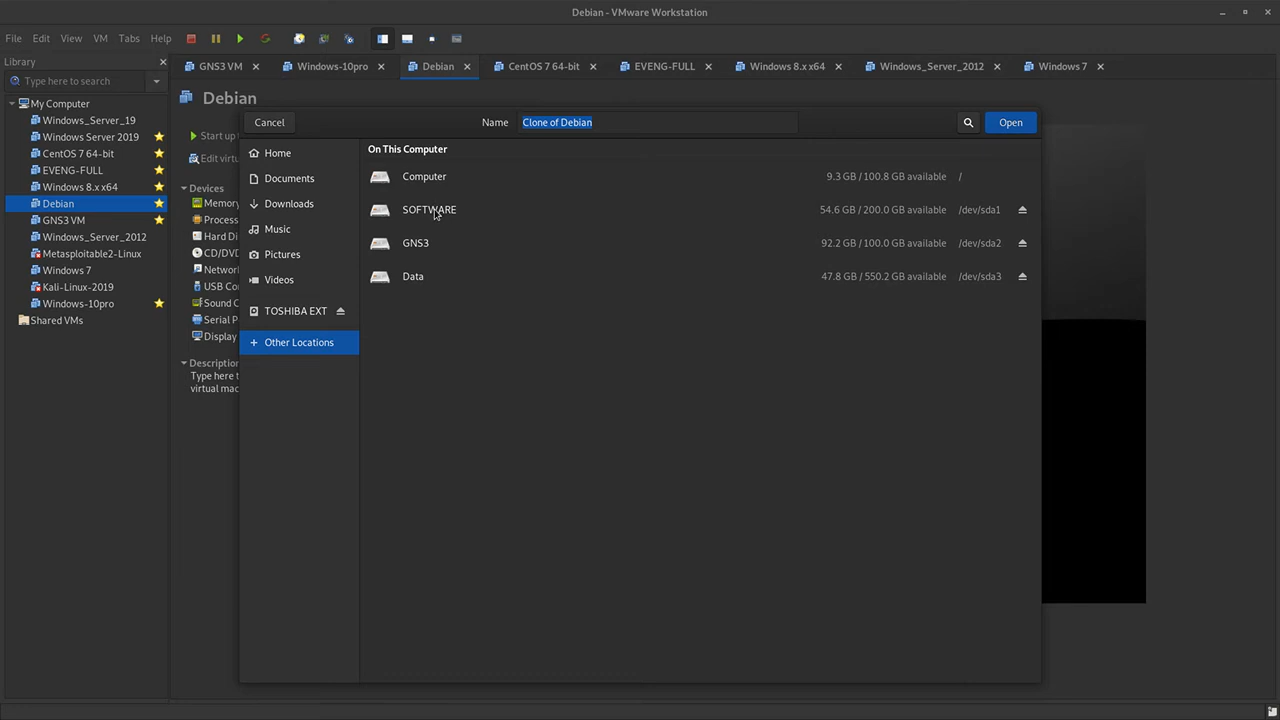 Debian - VMware Workstation
File Edit View VM Tabs Help
Library
Type here to search
My Computer
Windows_Server_19
Windows Server 2019
CentOS 7 64-bit
EVENG-FULL
Windows 8.x x64
Debian
GNS3 VM
Windows_Server_2012
Metasploitable2-Linux
Windows 7
Kali-Linux-2019
Windows-10pro
Shared VMs
GNS3 VM Windows-10pro Debian CentOS 7 64-bit EVENG-FULL Windows 8.x x64 Windows_Server_2012 Windows 7
Debian
Start up
Edit virtu
Devices
Memory
Process
Hard Di
CD/DVD
Network
USB Co
Sound C
Serial P
Display
Description
Type here t
virtual mac
Cancel Name Clone of Debian Open
Home
Documents
Downloads
Music
Pictures
Videos
TOSHIBA EXT
Other Locations
On This Computer
Computer 9.3 GB / 100.8 GB available /
SOFTWARE 54.6 GB / 200.0 GB available /dev/sda1
GNS3 92.2 GB / 100.0 GB available /dev/sda2
Data 47.8 GB / 550.2 GB available /dev/sda3